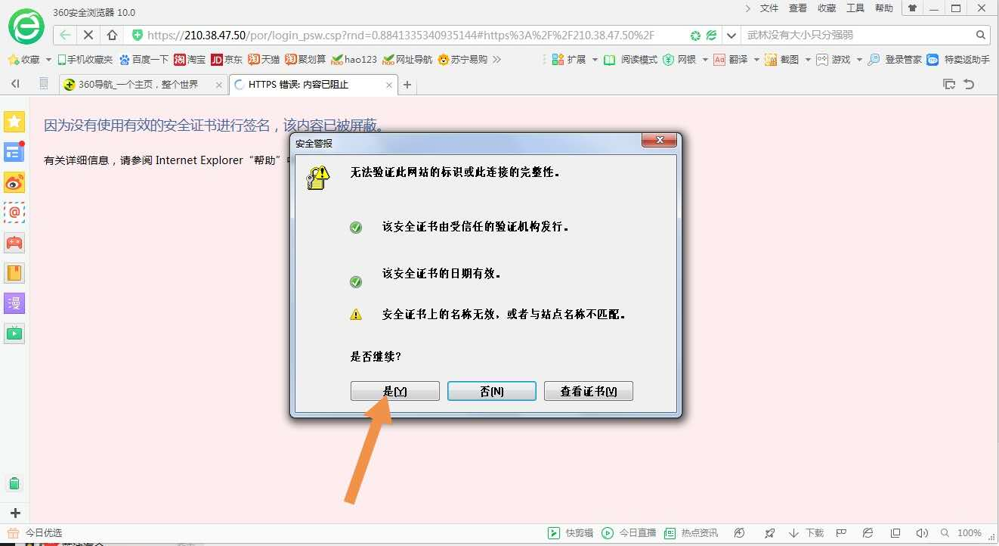 360安全浏览器 10.0
文件 查看 收藏 工具 帮助
https://210.38.47.50/por/login_psw.csp?rnd=0.8841335340935144#https%3A%2F%2F210.38.47.50%2F
武林没有大小只分强弱
收藏 手机收藏夹 百度一下 淘 淘宝 JD 京东 淘 天猫 淘 聚划算 hao123 网址导航 苏宁易购 扩展 阅读模式 网银 Aa 翻译 截图 游戏 登录管家 特卖返助手
360导航_一个主页，整个世界 HTTPS 错误: 内容已阻止
因为没有使用有效的安全证书进行签名，该内容已被屏蔽。
有关详细信息，请参阅 Internet Explorer“帮助”
安全警报
无法验证此网站的标识或此连接的完整性。
该安全证书由受信任的验证机构发行。
该安全证书的日期有效。
安全证书上的名称无效，或者与站点名称不匹配。
是否继续?
是(Y) 否(N) 查看证书(V)
漫
今日优选 快剪辑 今日直播 热点资讯 下载 100%